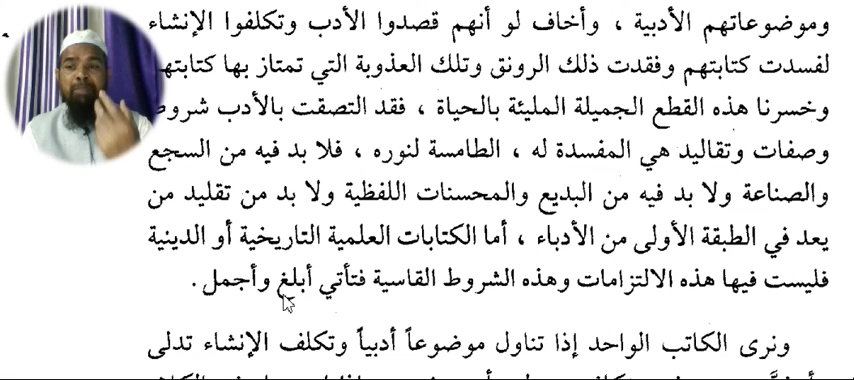 وموضوعاتهم الأدبية ، وأخاف لو أنهم قصدوا الأدب وتكلفوا الإنشاء
لفسدت كتابتهم وفقدت ذلك الرونق وتلك العذوبة التي تمتاز بها كتابتهم
وخسرنا هذه القطع الجميلة المليئة بالحياة ، فقد التصقت بالأدب شروط
وصفات وتقاليد هي المفسدة له ، الطامسة لنوره ، فلا بد فيه من السجع
والصناعة ولا بد فيه من البديع والمحسنات اللفظية ولا بد من تقليد من
يعد في الطبقة الأولى من الأدباء ، أما الكتابات العلمية التاريخية أو الدينية
فليست فيها هذه الالتزامات وهذه الشروط القاسية فتأتي أبلغ وأجمل .
ونرى الكاتب الواحد إذا تناول موضوعاً أدبياً وتكلف الإنشاء تدلى